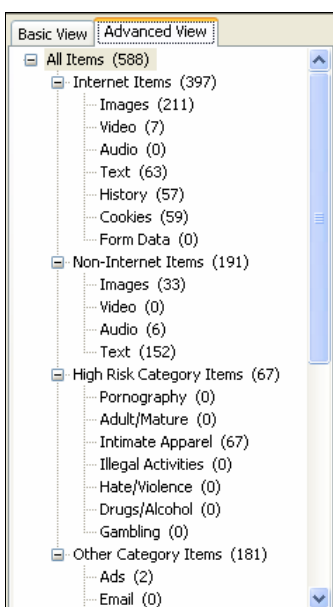 Basic View Advanced View
All Items (588)
Internet Items (397)
Images (211)
Video (7)
Audio (0)
Text (63)
History (57)
Cookies (59)
Form Data (0)
Non-Internet Items (191)
Images (33)
Video (0)
Audio (6)
Text (152)
High Risk Category Items (67)
Pornography (0)
Adult/Mature (0)
Intimate Apparel (67)
Illegal Activities (0)
Hate/Violence (0)
Drugs/Alcohol (0)
Gambling (0)
Other Category Items (181)
Ads (2)
Email (0)